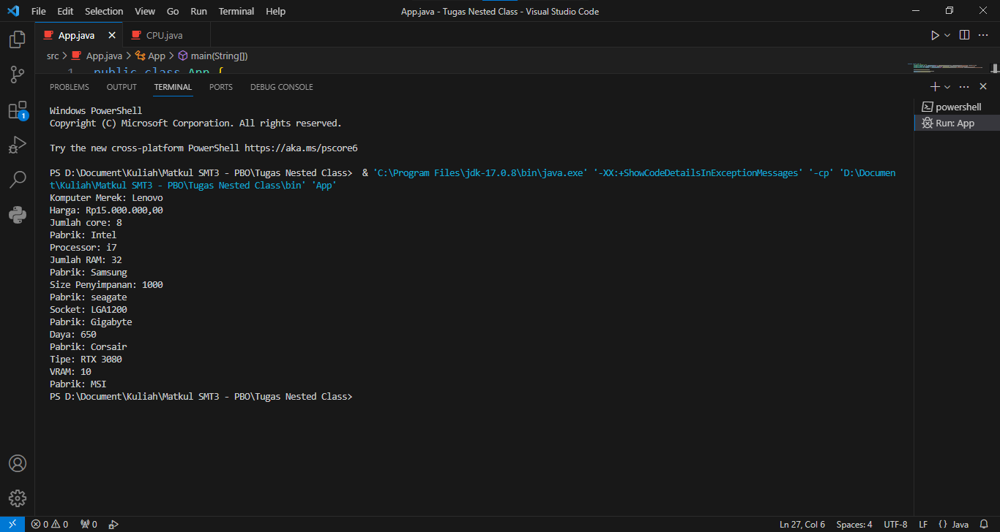 File Edit Selection View Go Run Terminal Help
App.java - Tugas Nested Class - Visual Studio Code
App.java CPU.java
src > App.java > App > main(String[])
1 public class App {
PROBLEMS OUTPUT TERMINAL PORTS DEBUG CONSOLE
1
powershell
Run: App
Windows PowerShell
Copyright (C) Microsoft Corporation. All rights reserved.
Try the new cross-platform PowerShell https://aka.ms/pscore6
PS D:\Document\Kuliah\Matkul SMT3 - PBO\Tugas Nested Class>  & 'C:\Program Files\jdk-17.0.8\bin\java.exe' '-XX:+ShowCodeDetailsInExceptionMessages' '-cp' 'D:\Documen
t\Kuliah\Matkul SMT3 - PBO\Tugas Nested Class\bin' 'App'
Komputer Merek: Lenovo
Harga: Rp15.000.000,00
Jumlah core: 8
Pabrik: Intel
Processor: i7
Jumlah RAM: 32
Pabrik: Samsung
Size Penyimpanan: 1000
Pabrik: seagate
Socket: LGA1200
Pabrik: Gigabyte
Daya: 650
Pabrik: Corsair
Tipe: RTX 3080
VRAM: 10
Pabrik: MSI
PS D:\Document\Kuliah\Matkul SMT3 - PBO\Tugas Nested Class>
0 0 0 Ln 27, Col 6 Spaces: 4 UTF-8 LF {} Java